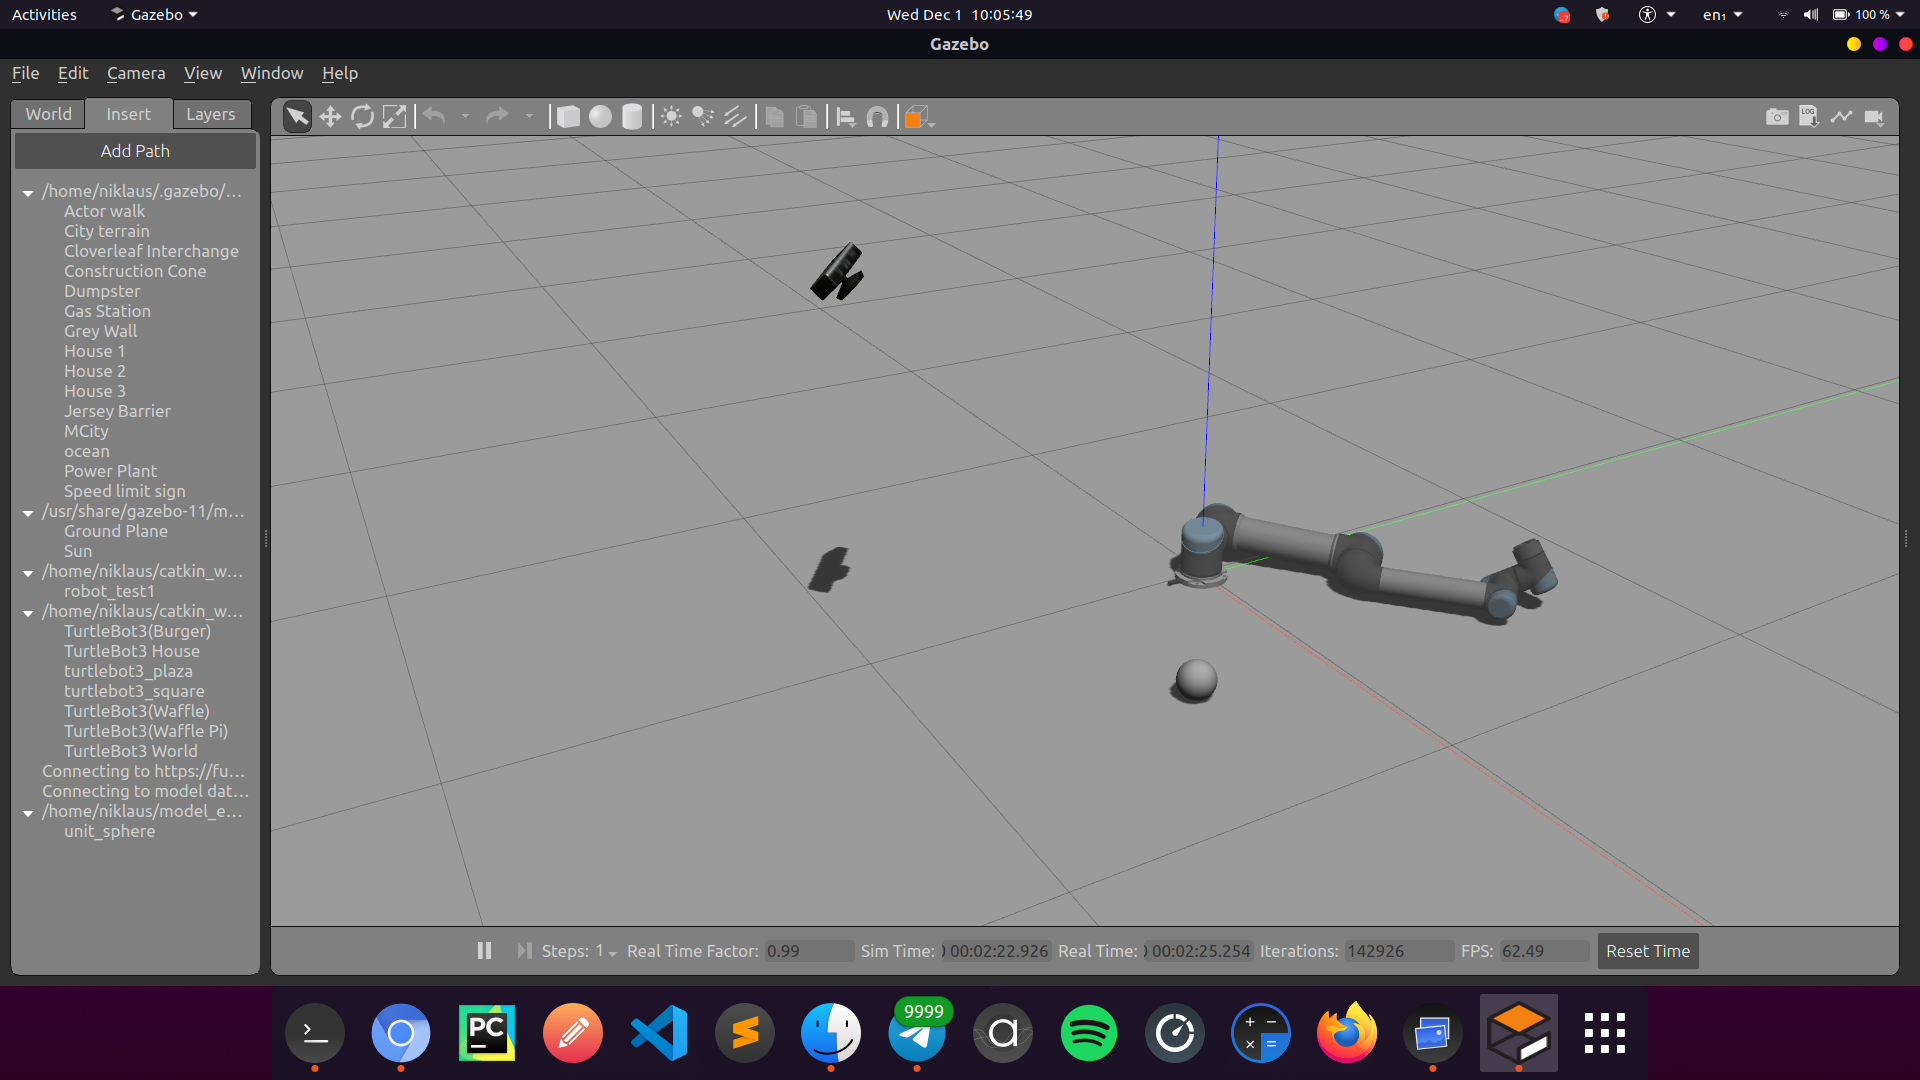 Activities
Gazebo
Wed Dec 1 10:05:49
en₁
100 %
Gazebo
File Edit Camera View Window Help
World Insert Layers
LOG
Add Path
/home/niklaus/.gazebo/…
Actor walk
City terrain
Cloverleaf Interchange
Construction Cone
Dumpster
Gas Station
Grey Wall
House 1
House 2
House 3
Jersey Barrier
MCity
ocean
Power Plant
Speed limit sign
/usr/share/gazebo-11/m…
Ground Plane
Sun
/home/niklaus/catkin_w…
robot_test1
/home/niklaus/catkin_w…
TurtleBot3(Burger)
TurtleBot3 House
turtlebot3_plaza
turtlebot3_square
TurtleBot3(Waffle)
TurtleBot3(Waffle Pi)
TurtleBot3 World
Connecting to https://fu…
Connecting to model dat…
/home/niklaus/model_e…
unit_sphere
Steps: 1 Real Time Factor: 0.99 Sim Time: 00:02:22.926 Real Time: 00:02:25.254 Iterations: 142926 FPS: 62.49 Reset Time
PC
9999
a